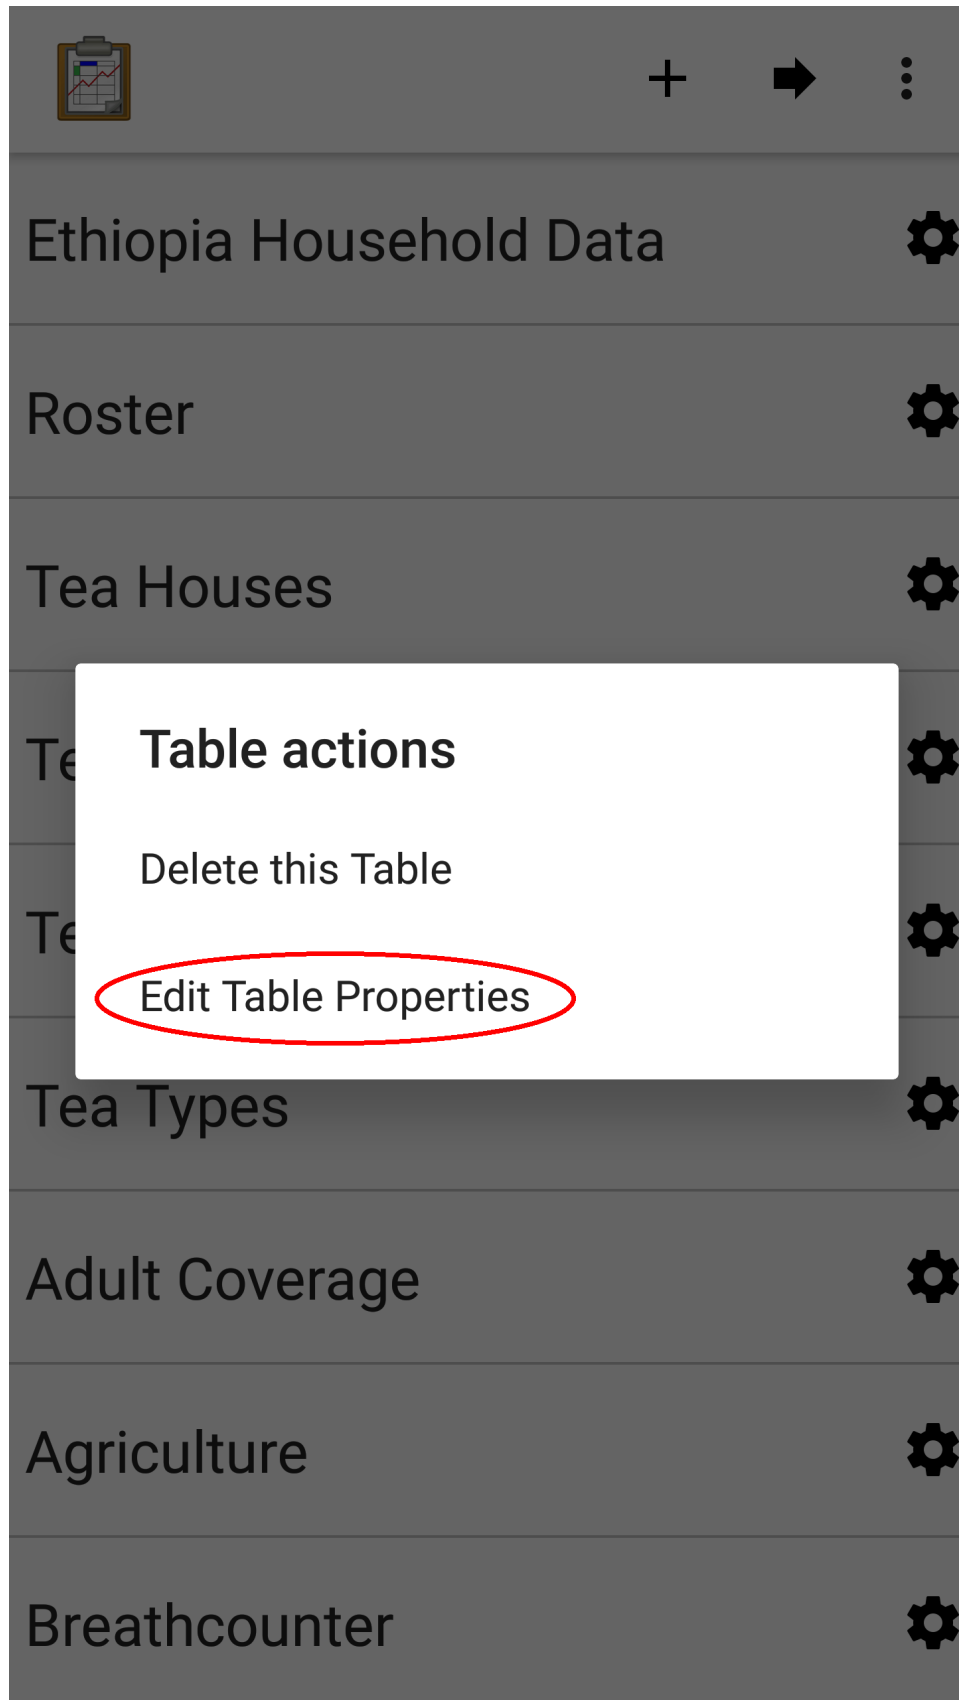 Ethiopia Household Data
Roster
Tea Houses
Te
Table actions
Delete this Table
Te
Edit Table Properties
Tea Types
Adult Coverage
Agriculture
Breathcounter